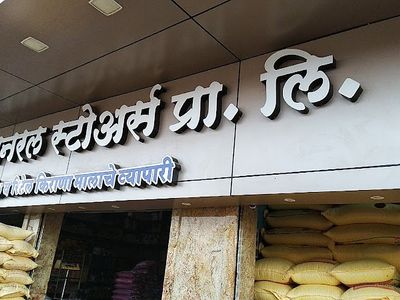 नरल स्टोअर्स प्रा. लि.
व रिटेल किराणा मालाचे व्यापारी